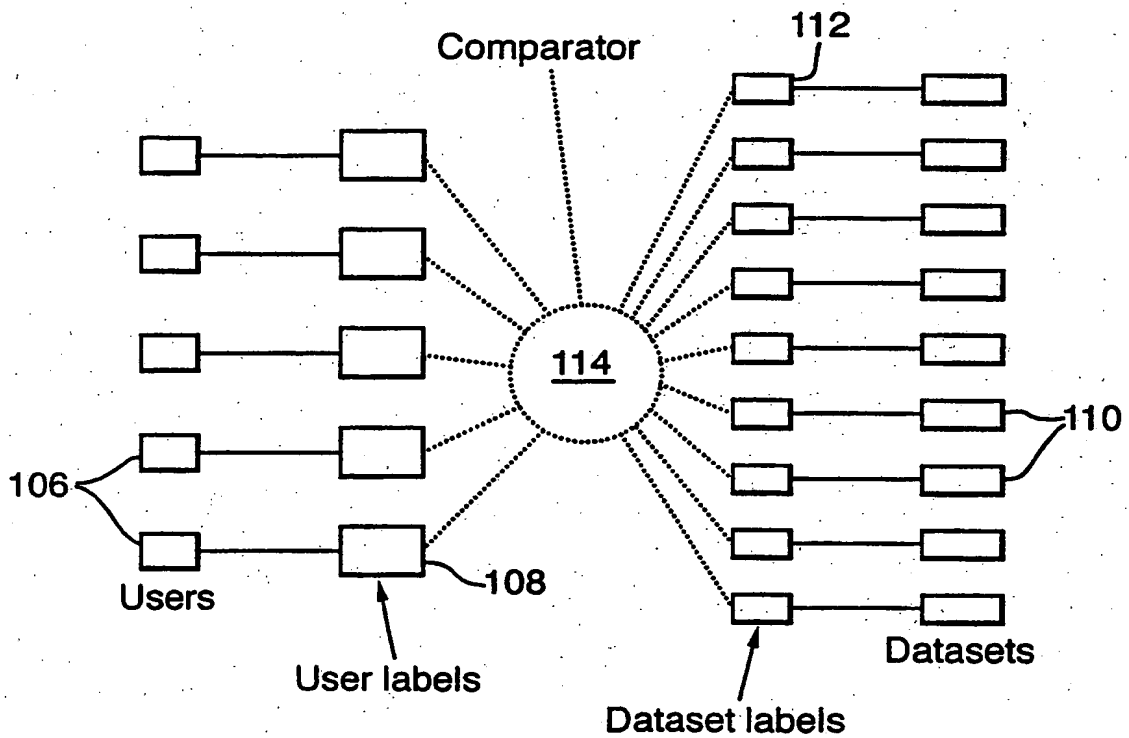 112
Comparator
114
110
106
108
Users
User labels
Datasets
Dataset labels